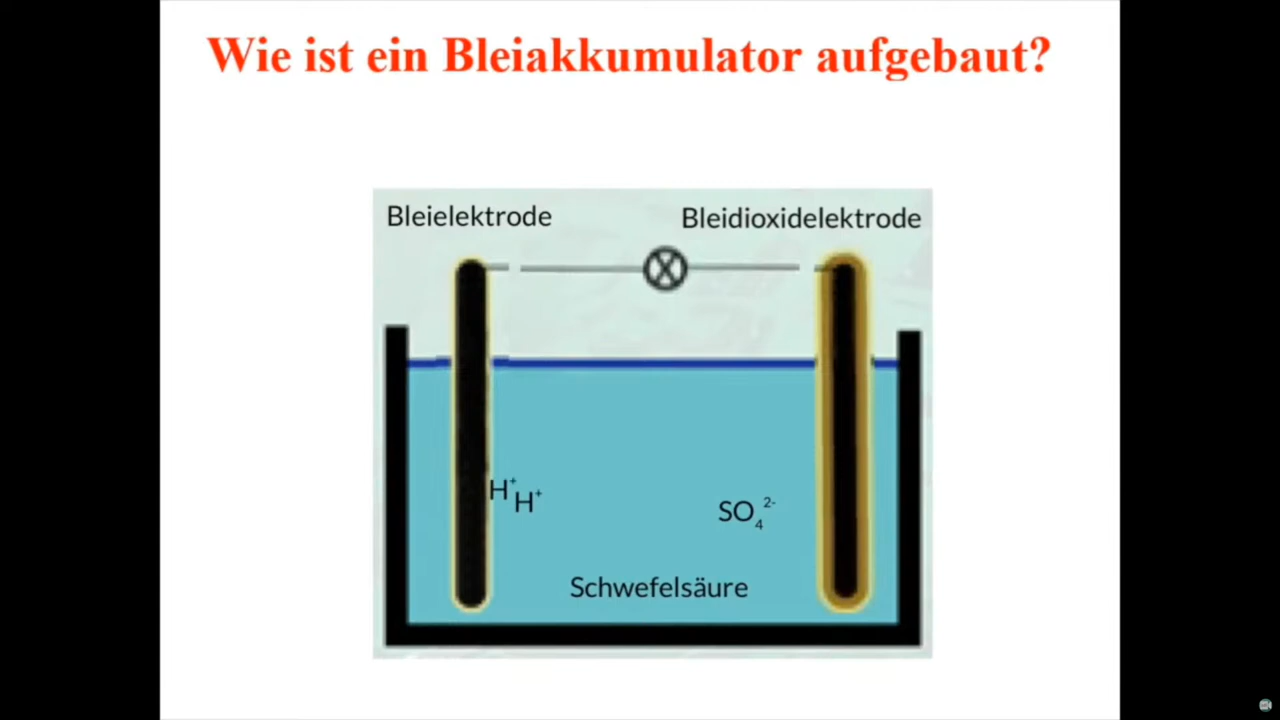 Wie ist ein Bleiakkumulator aufgebaut?
Bleielektrode
Bleidioxidelektrode
H⁺H⁺
SO₄²⁻
Schwefelsäure